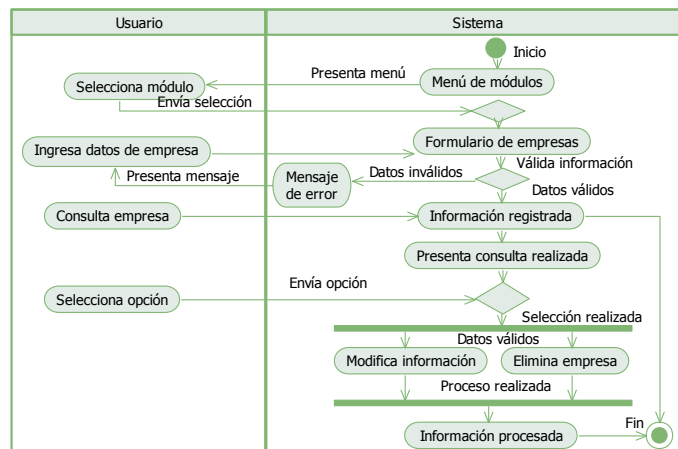 Usuario
Sistema
Inicio
Presenta menú
Menú de módulos
Selecciona módulo
Envía selección
Formulario de empresas
Ingresa datos de empresa
Válida información
Datos inválidos
Presenta mensaje
Mensaje
de error
Datos válidos
Consulta empresa
Información registrada
Presenta consulta realizada
Envía opción
Selecciona opción
Selección realizada
Datos válidos
Modifica información
Elimina empresa
Proceso realizada
Fin
Información procesada